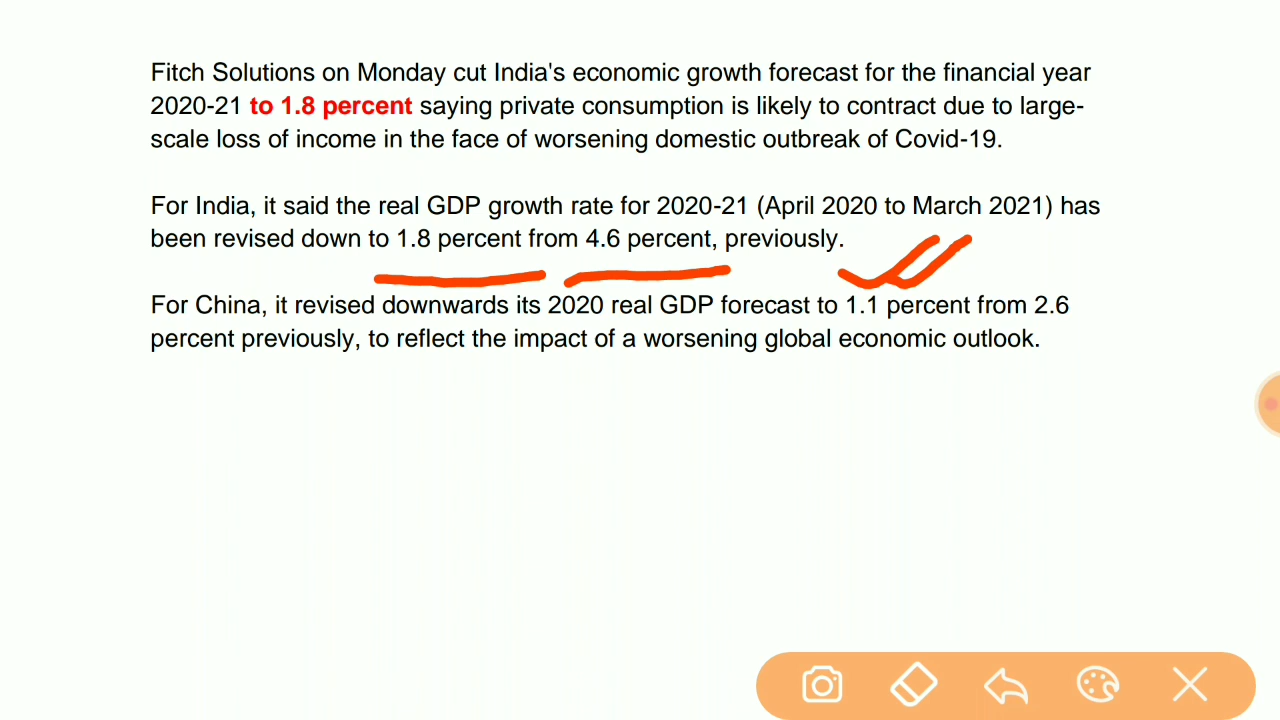 Fitch Solutions on Monday cut India's economic growth forecast for the financial year
2020-21 to 1.8 percent saying private consumption is likely to contract due to large-
scale loss of income in the face of worsening domestic outbreak of Covid-19.
For India, it said the real GDP growth rate for 2020-21 (April 2020 to March 2021) has
been revised down to 1.8 percent from 4.6 percent, previously.
For China, it revised downwards its 2020 real GDP forecast to 1.1 percent from 2.6
percent previously, to reflect the impact of a worsening global economic outlook.